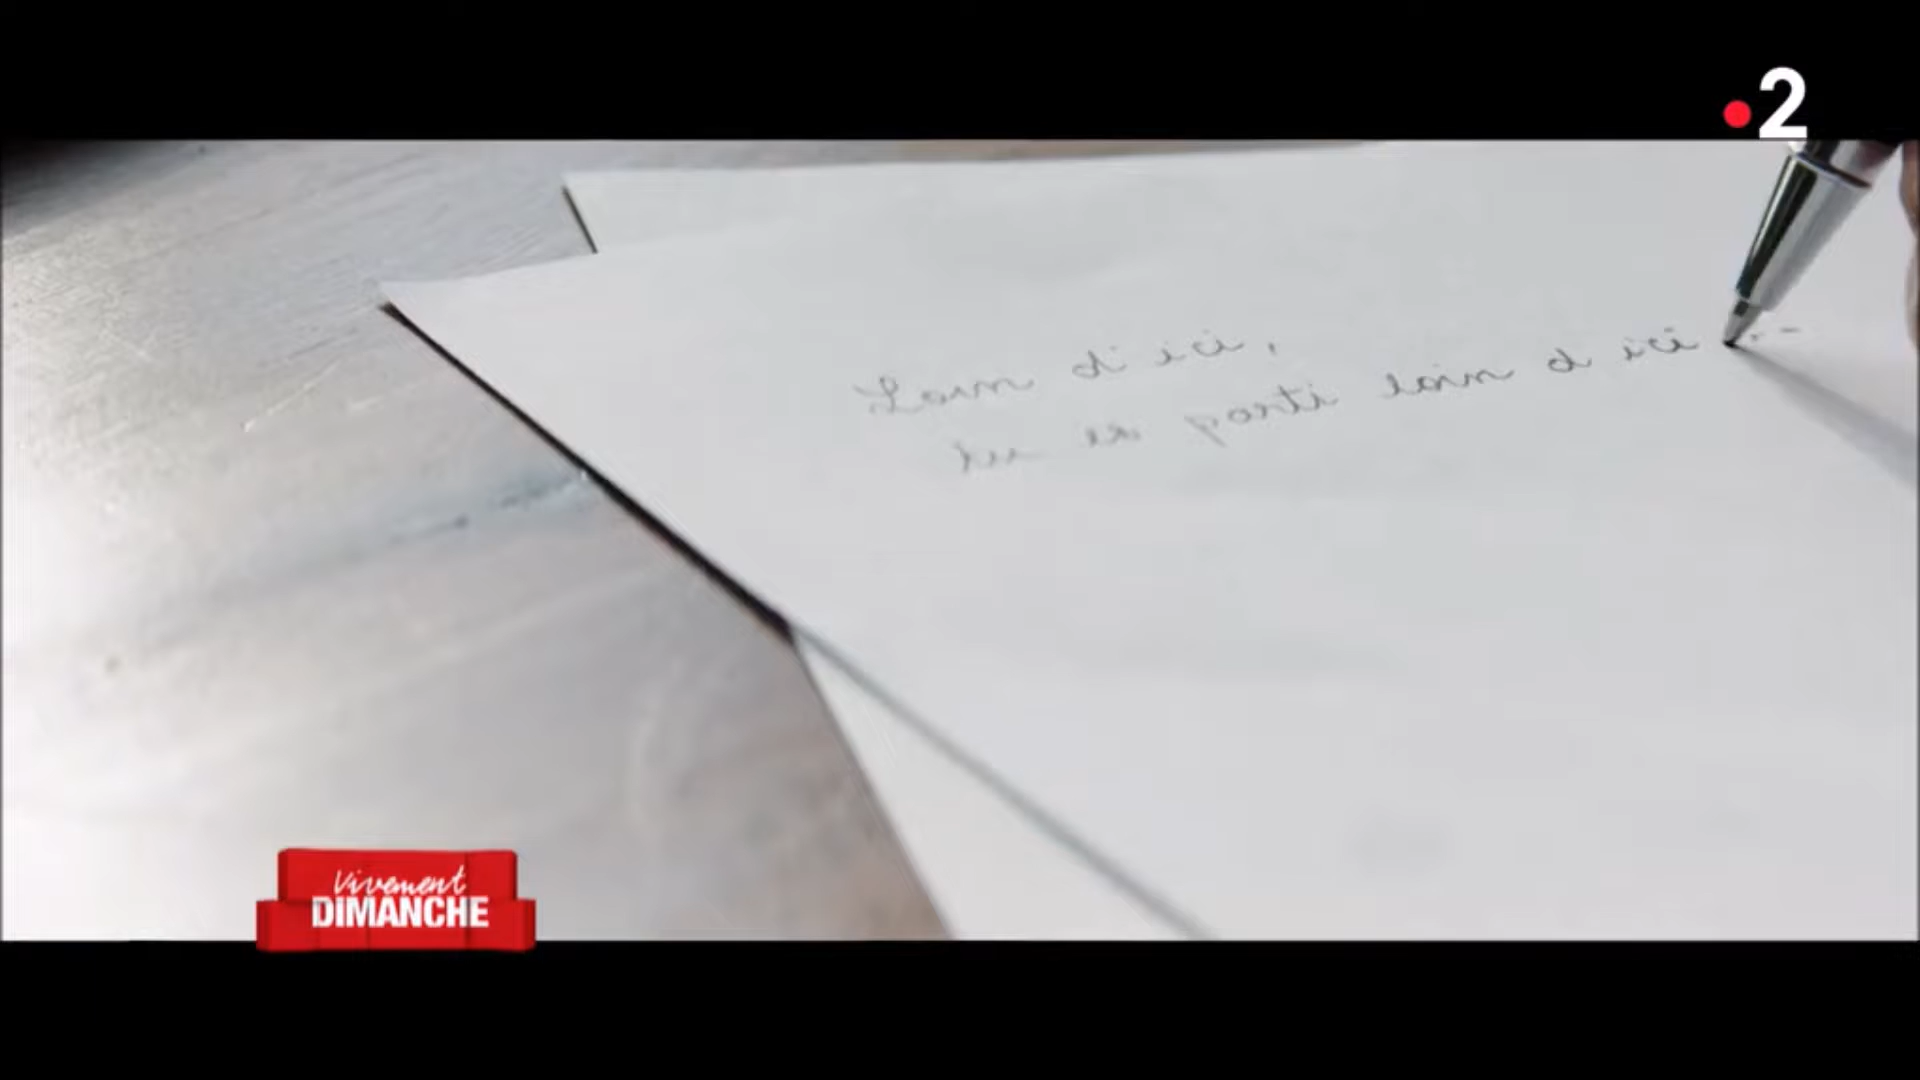 2
Loin d'ici,
tu es parti loin d'ici ...
Vivement
DIMANCHE